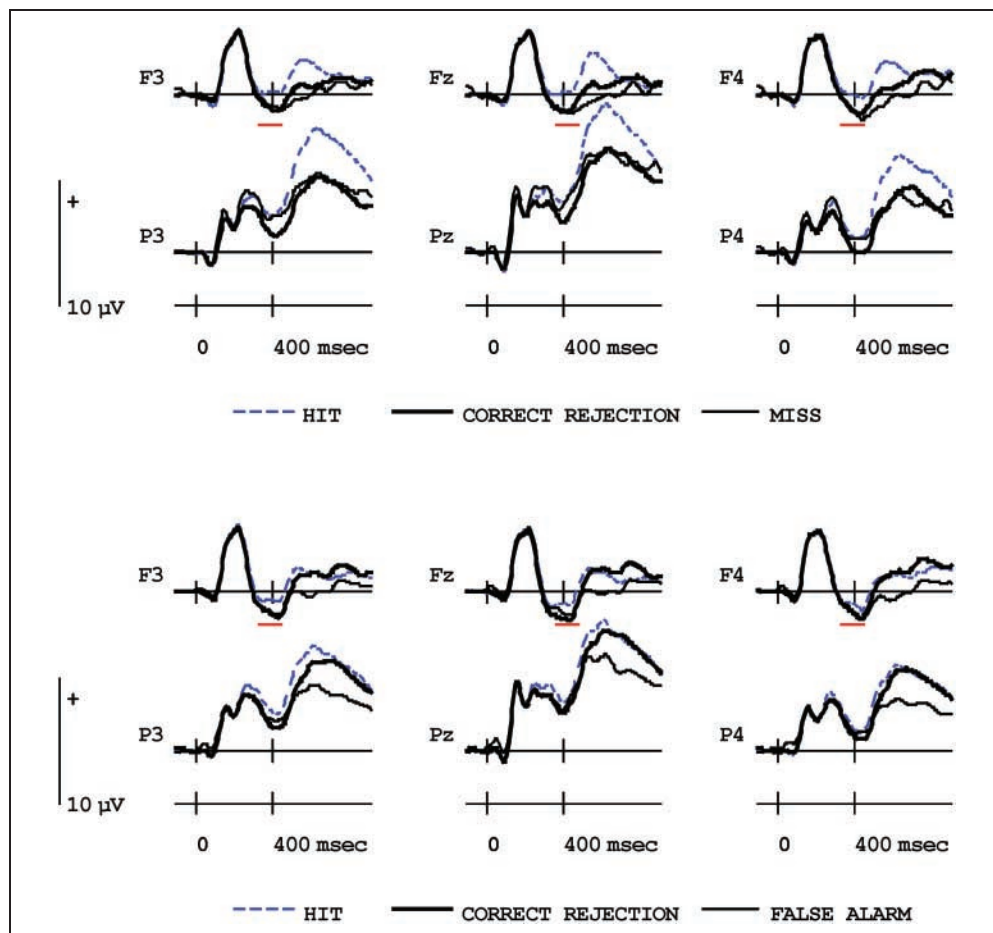 F3 Fz F4
+
P3 Pz P4
10 µV
0 400 msec 0 400 msec 0 400 msec
HIT CORRECT REJECTION MISS
F3 Fz F4
+
P3 Pz P4
10 µV
0 400 msec 0 400 msec 0 400 msec
HIT CORRECT REJECTION FALSE ALARM